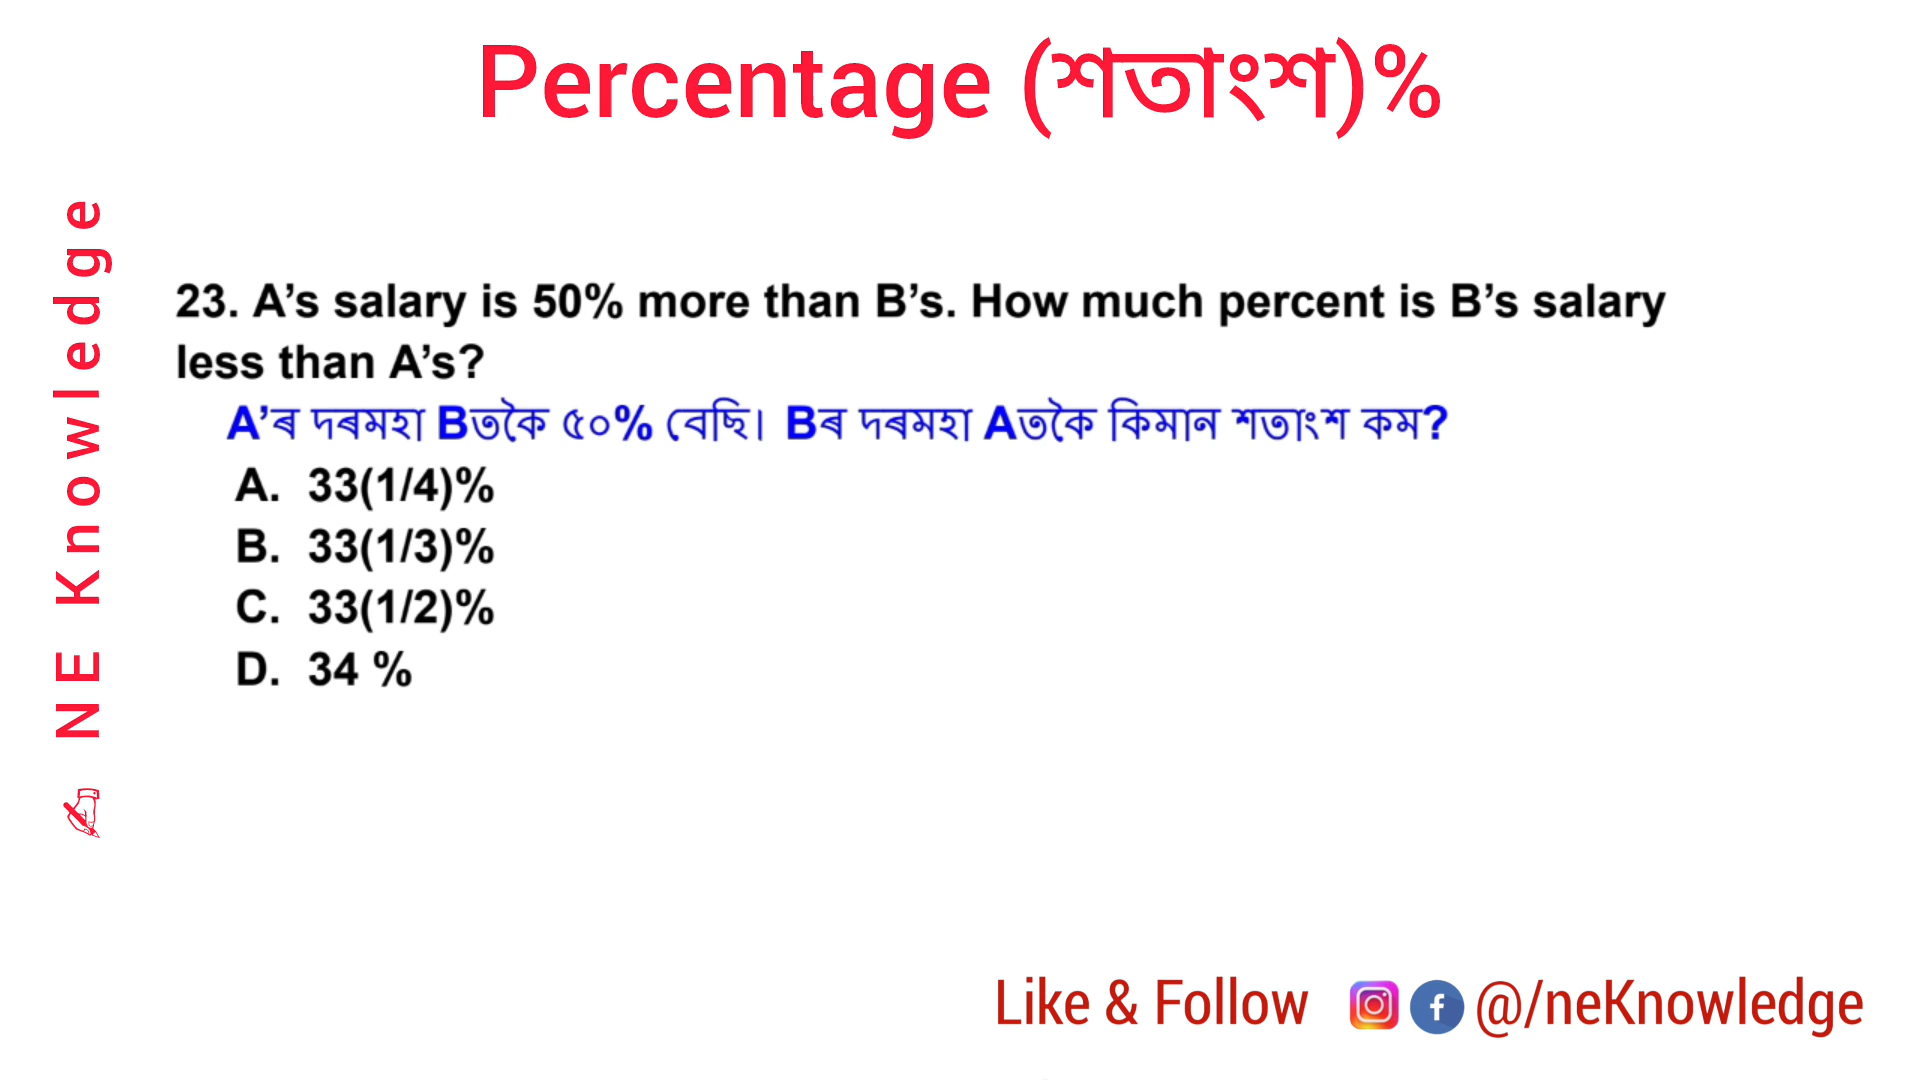 Percentage (শতাংশ)%
✍ NE Knowledge
23. A’s salary is 50% more than B’s. How much percent is B’s salary
less than A’s?
A’ৰ দৰমহা Bতকৈ ৫০% বেছি। Bৰ দৰমহা Aতকৈ কিমান শতাংশ কম?
A. 33(1/4)%
B. 33(1/3)%
C. 33(1/2)%
D. 34 %
Like & Follow @/neKnowledge